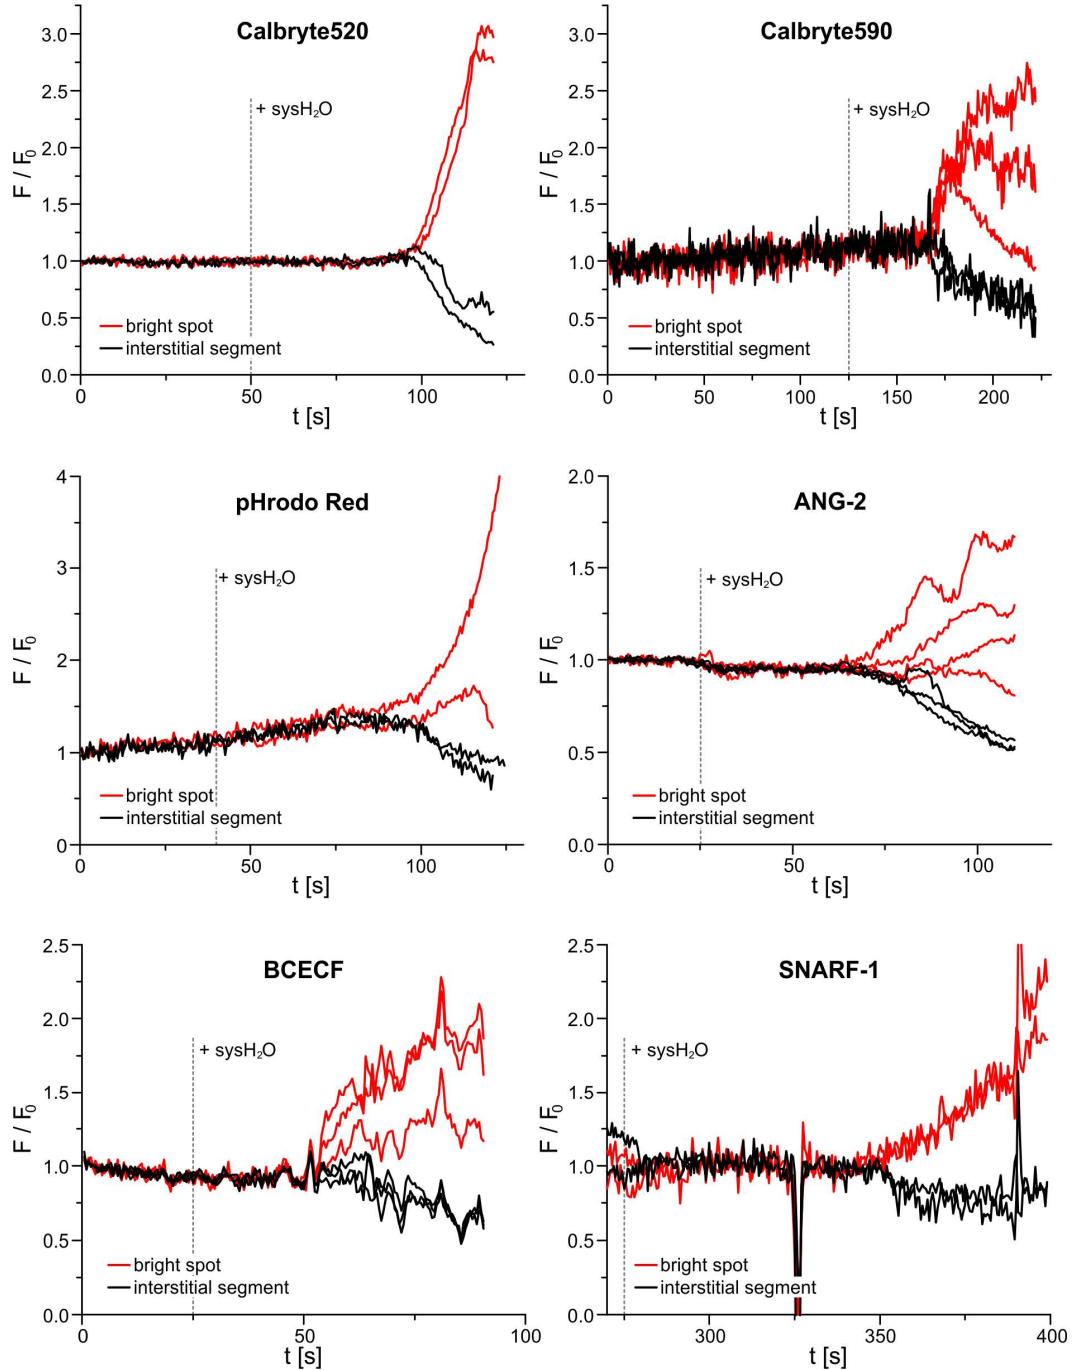 Calbryte520
F / F0
3.0
2.5
2.0
1.5
1.0
0.5
0.0
+ sysH2O
bright spot
interstitial segment
0
50
100
t [s]
Calbryte590
F / F0
3.0
2.5
2.0
1.5
1.0
0.5
0.0
+ sysH2O
bright spot
interstitial segment
0
50
100
150
200
t [s]
pHrodo Red
F / F0
4
3
2
1
0
+ sysH2O
bright spot
interstitial segment
0
50
100
t [s]
ANG-2
F / F0
2.0
1.5
1.0
0.5
0.0
+ sysH2O
bright spot
interstitial segment
0
50
100
t [s]
BCECF
F / F0
2.5
2.0
1.5
1.0
0.5
0.0
+ sysH2O
bright spot
interstitial segment
0
50
100
t [s]
SNARF-1
F / F0
2.5
2.0
1.5
1.0
0.5
0.0
+ sysH2O
bright spot
interstitial segment
300
350
400
t [s]